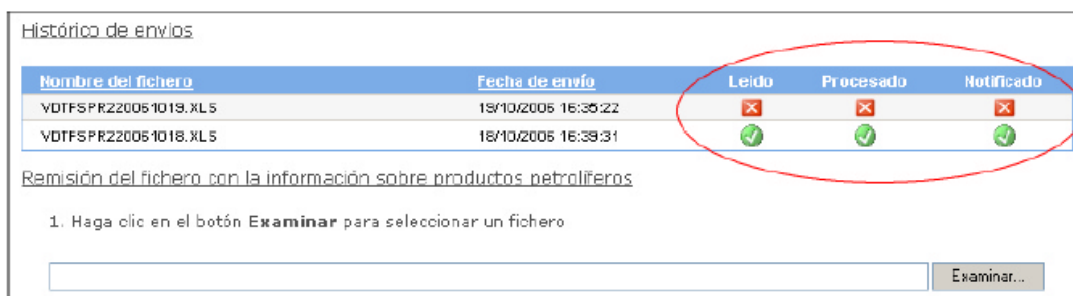 Histórico de envios
Nombre del fichero Fecha de envío Leido Procesado Notificado
VDTFSPR220061019.XLS 19/10/2006 16:35:22
VDTFSPR220061018.XLS 18/10/2006 16:39:31
Remisión del fichero con la información sobre productos petrolíferos
1. Haga clic en el botón Examinar para seleccionar un fichero
Examinar...